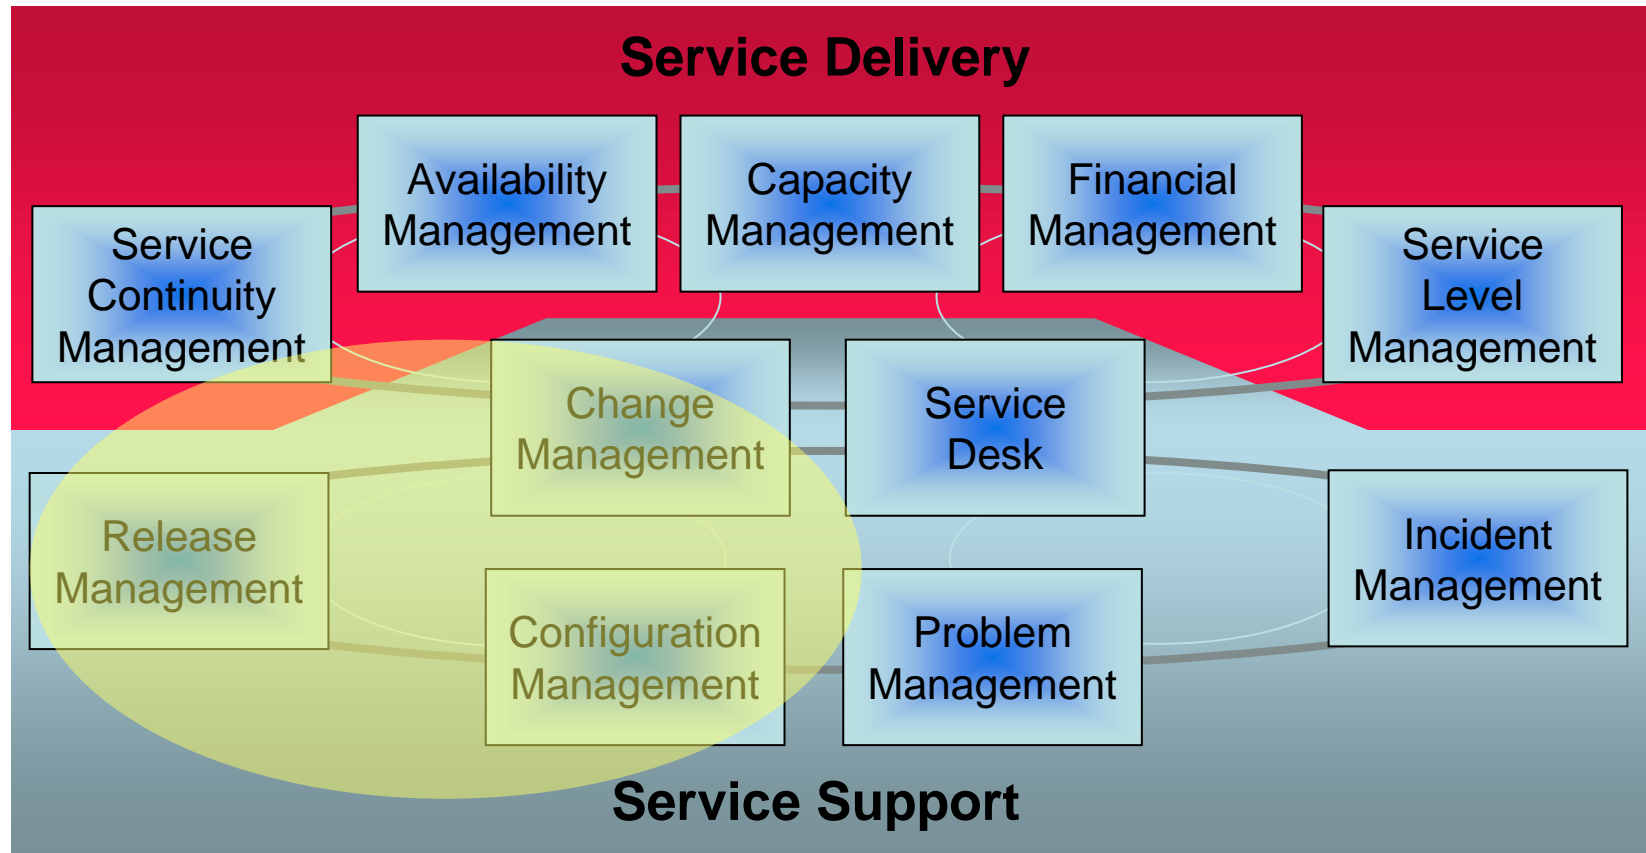 Service Delivery
Availability
Management
Capacity
Management
Financial
Management
Service
Continuity
Management
Service
Level
Management
Change
Management
Service
Desk
Release
Management
Incident
Management
Configuration
Management
Problem
Management
Service Support